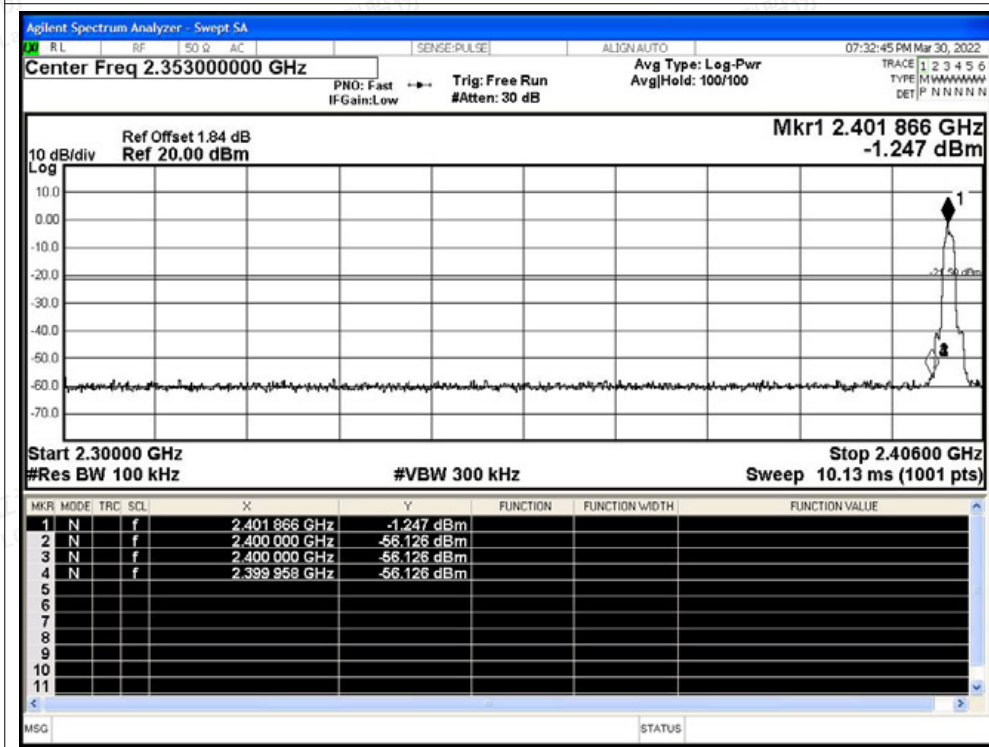 Agilent Spectrum Analyzer - Swept SA
RL RF 50 Ω AC SENSE:PULSE ALIGNAUTO 07:32:45 PM Mar 30, 2022
Center Freq 2.353000000 GHz Avg Type: Log-Pwr TRACE 1 2 3 4 5 6
PNO: Fast Trig: Free Run Avg|Hold: 100/100 TYPE M WWWWW
IFGain:Low #Atten: 30 dB DET P N N N N N
Mkr1 2.401 866 GHz
Ref Offset 1.84 dB
10 dB/div Ref 20.00 dBm -1.247 dBm
Log
10.0
1
0.00
-10.0
-20.0
-30.0
-40.0
-50.0
-60.0
-70.0
Start 2.30000 GHz Stop 2.40600 GHz
#Res BW 100 kHz #VBW 300 kHz Sweep 10.13 ms (1001 pts)
MKR MODE TRC SCL X Y FUNCTION FUNCTION WIDTH FUNCTION VALUE
1 N f 2.401 866 GHz -1.247 dBm
2 N f 2.400 000 GHz -56.126 dBm
3 N f 2.400 000 GHz -56.126 dBm
4 N f 2.399 958 GHz -56.126 dBm
5
6
7
8
9
10
11
MSG STATUS